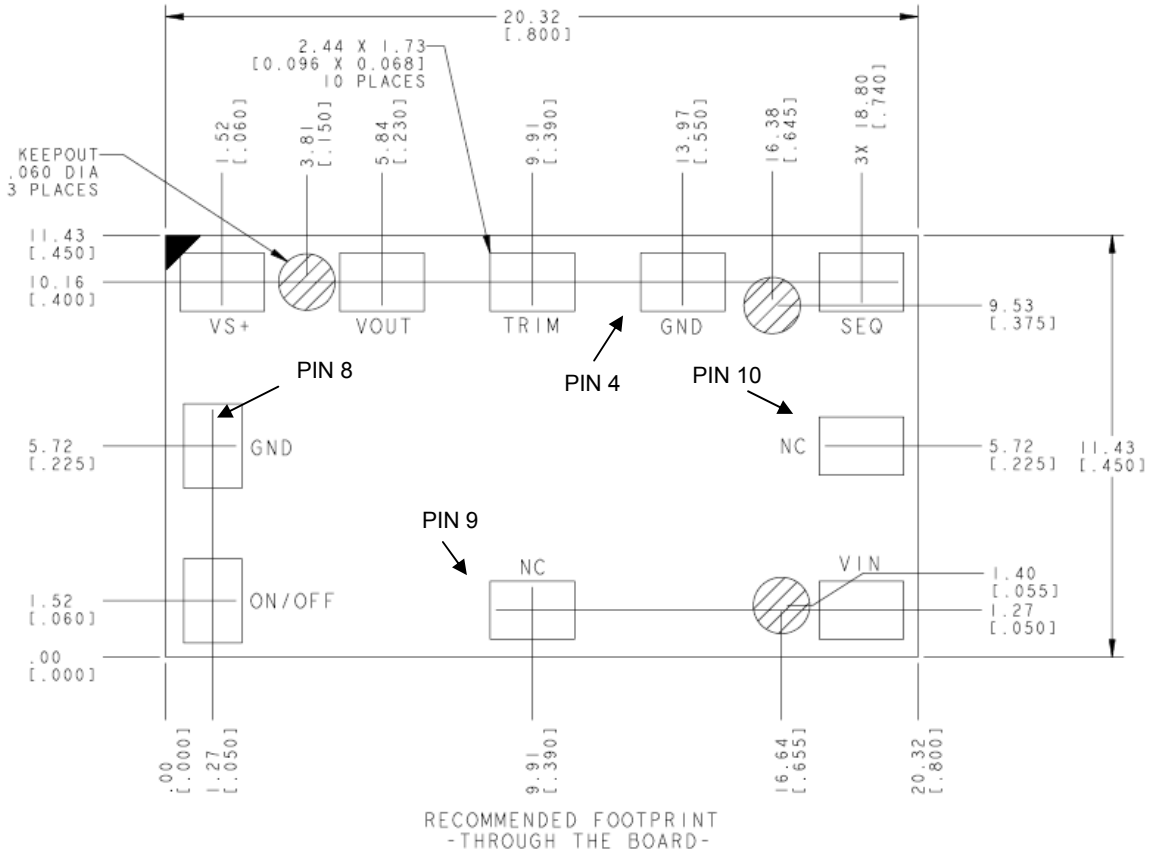 20.32
[.800]
2.44 X 1.73
[0.096 X 0.068]
10 PLACES
1.52
[.060]
3.81
[.150]
5.84
[.230]
9.91
[.390]
13.97
[.550]
16.38
[.645]
3X 18.80
[.740]
KEEPOUT
.060 DIA
3 PLACES
11.43
[.450]
10.16
[.400]
VS+
VOUT
TRIM
GND
SEQ
9.53
[.375]
PIN 8
PIN 4
PIN 10
5.72
[.225]
GND
NC
5.72
[.225]
11.43
[.450]
PIN 9
NC
VIN
1.52
[.060]
ON/OFF
1.40
[.055]
1.27
[.050]
.00
[.000]
.00
[.000]
1.27
[.050]
9.91
[.390]
16.64
[.655]
20.32
[.800]
RECOMMENDED FOOTPRINT
-THROUGH THE BOARD-